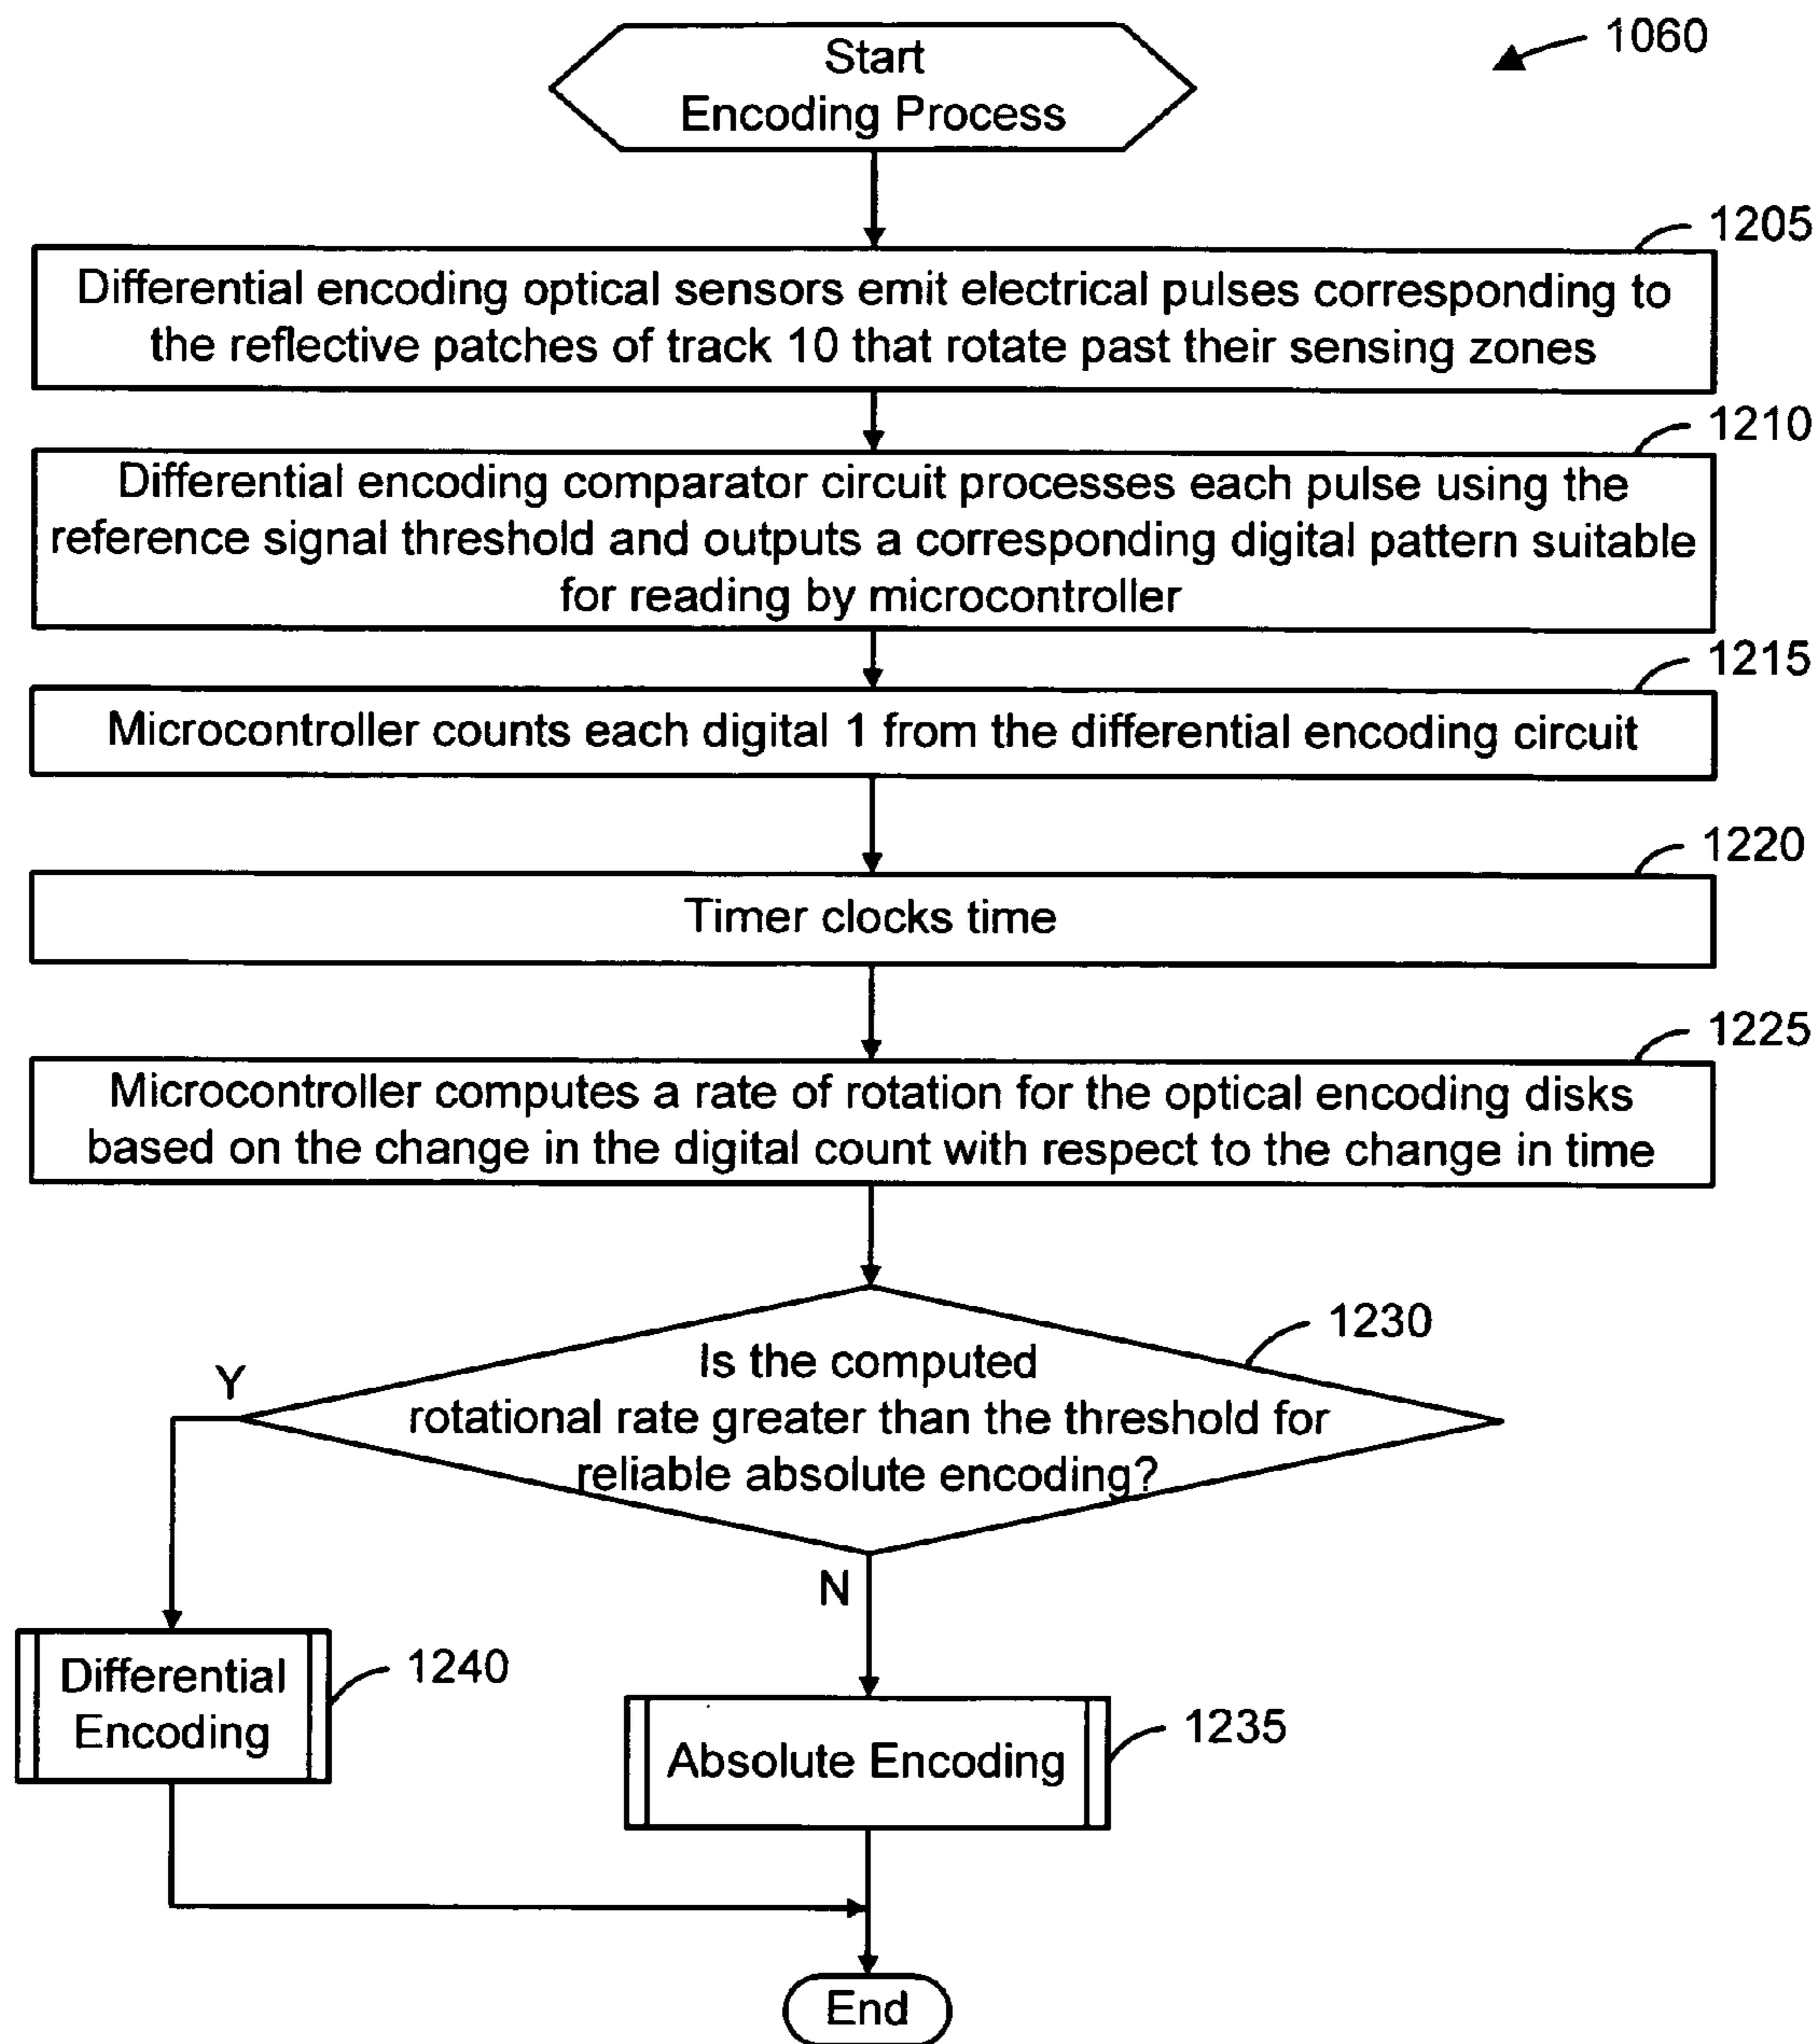 1060
Start
Encoding Process
1205
Differential encoding optical sensors emit electrical pulses corresponding to
the reflective patches of track 10 that rotate past their sensing zones
1210
Differential encoding comparator circuit processes each pulse using the
reference signal threshold and outputs a corresponding digital pattern suitable
for reading by microcontroller
1215
Microcontroller counts each digital 1 from the differential encoding circuit
1220
Timer clocks time
1225
Microcontroller computes a rate of rotation for the optical encoding disks
based on the change in the digital count with respect to the change in time
1230
Is the computed
rotational rate greater than the threshold for
reliable absolute encoding?
Y
N
Differential
Encoding
1240
Absolute Encoding
1235
End